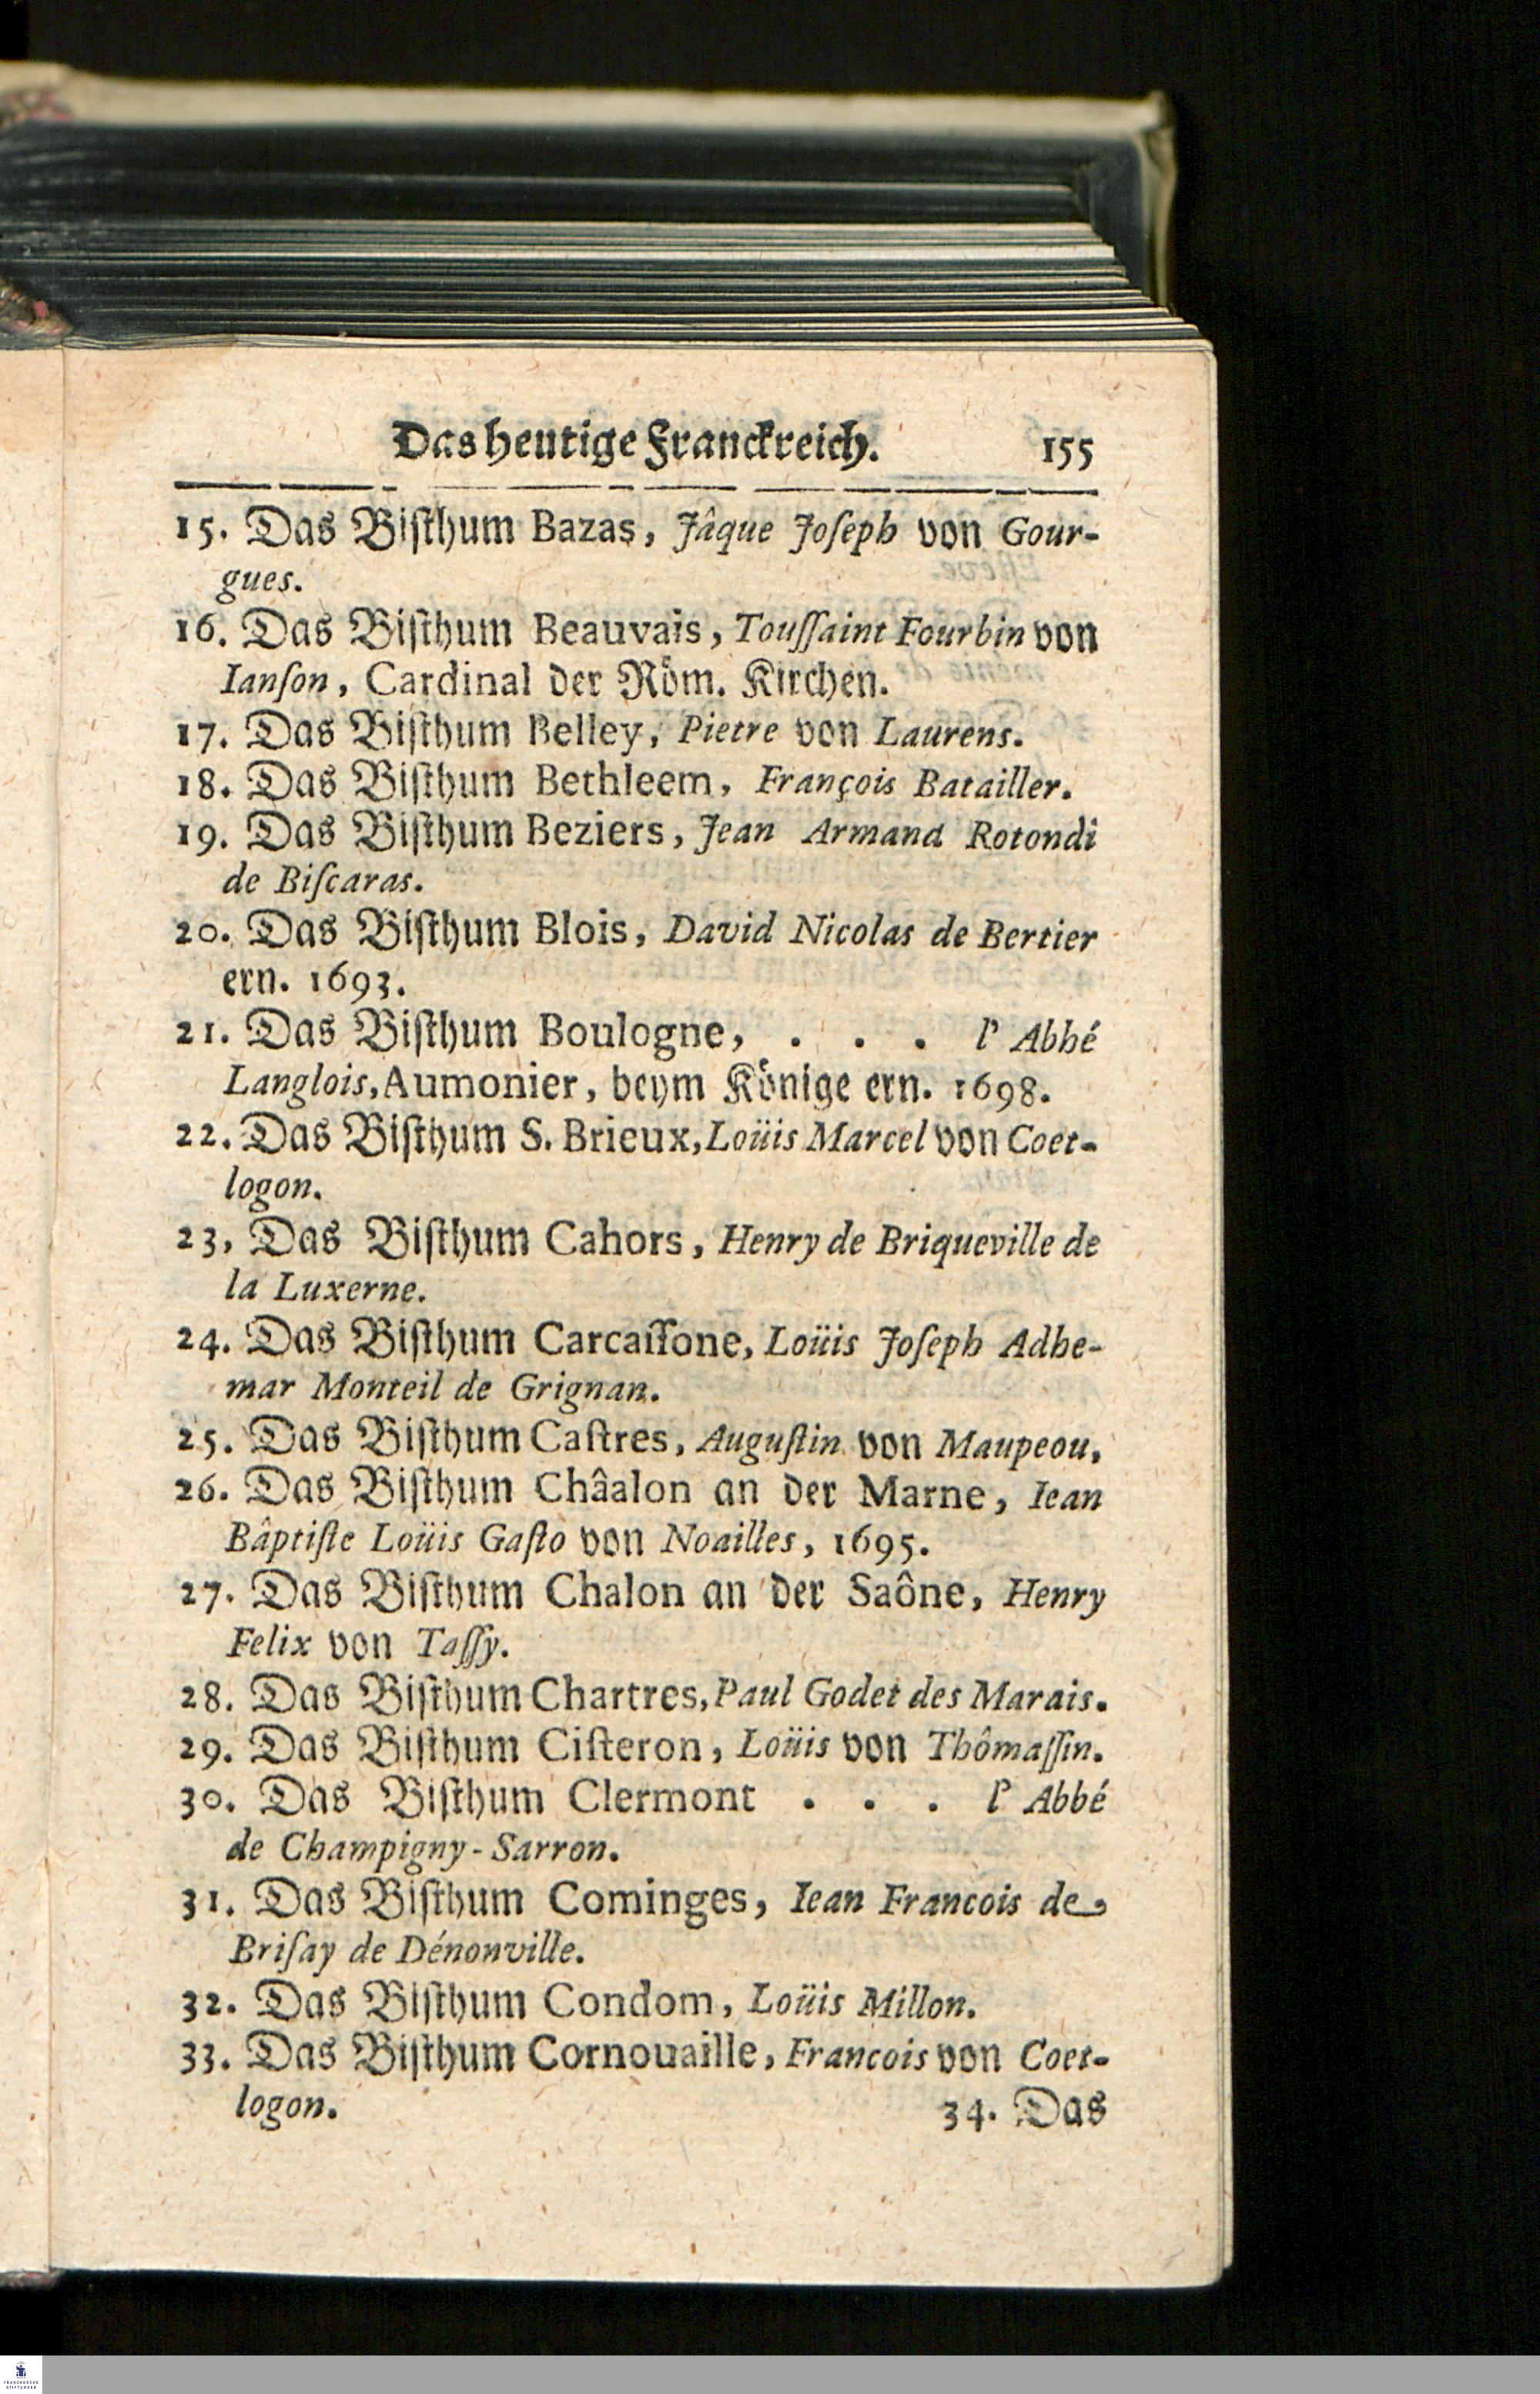 Das heutige Franckreich. 155
15. Das Biſthum Bazas, Jâque Joſeph von Gour-
gues.
16. Das Biſthum Beauvais, Touſſaint Fourbin von
Ianſon, Cardinal der Röm. Kirchen.
17. Das Biſthum Belley, Pietre von Laurens.
18. Das Biſthum Bethleem, François Batailler.
19. Das Biſthum Beziers, Jean Armand Rotondi
de Biſcaras.
20. Das Biſthum Blois, David Nicolas de Bertier
ern. 1693.
21. Das Biſthum Boulogne, . . . l' Abhé
Langlois, Aumonier, beym Könige ern. 1698.
22. Das Biſthum S. Brieux, Loüis Marcel von Coet-
logon.
23, Das Biſthum Cahors, Henry de Briqueville de
la Luxerne.
24. Das Biſthum Carcaſſone, Loüis Joſeph Adhe-
mar Monteil de Grignan.
25. Das Biſthum Caſtres, Auguſtin von Maupeou,
26. Das Biſthum Châalon an der Marne, Iean
Bâptiſte Loüis Gaſto von Noailles, 1695.
27. Das Biſthum Chalon an der Saône, Henry
Felix von Taſſy.
28. Das Biſthum Chartres, Paul Godet des Marais.
29. Das Biſthum Ciſteron, Loüis von Thômaſſin.
30. Das Biſthum Clermont . . . l' Abbé
de Champigny-Sarron.
31. Das Biſthum Cominges, Iean Francois de
Briſay de Dénonville.
32. Das Biſthum Condom, Loüis Millon.
33. Das Biſthum Cornouaille, Francois von Coet-
logon. 34. Das
FRANCKESCHE
STIFTUNGEN